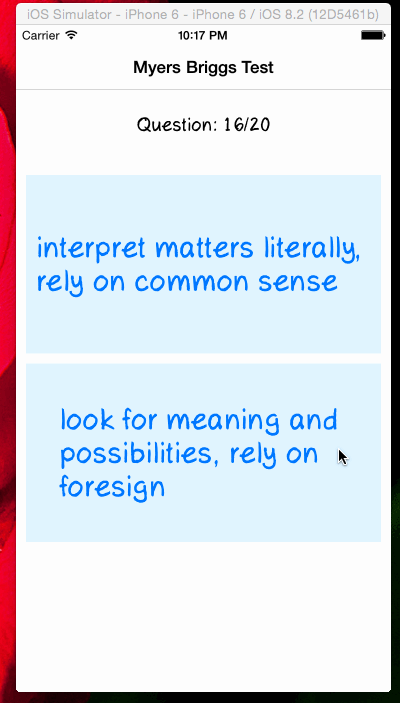 iOS Simulator - iPhone 6 - iPhone 6 / iOS 8.2 (12D5461b)
Carrier 10:17 PM
Myers Briggs Test
Question: 16/20
interpret matters literally,
rely on common sense
look for meaning and
possibilities, rely on
foresign